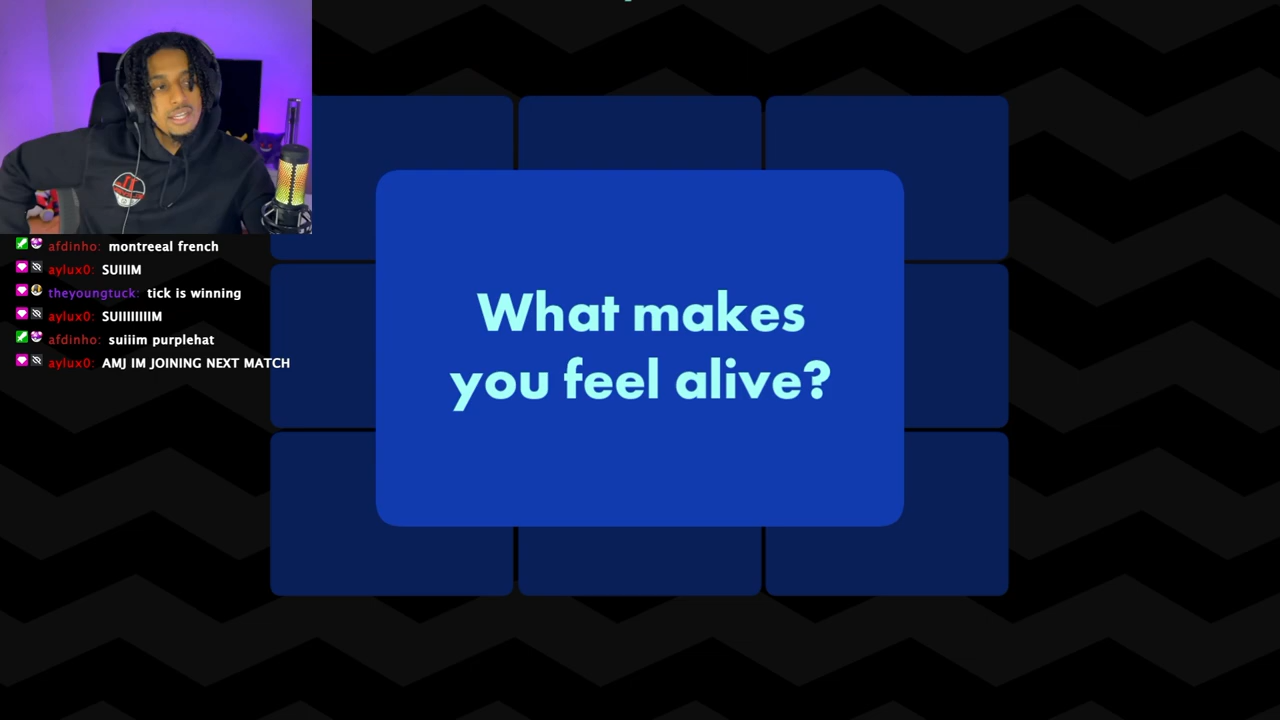 afdinho: montreeal french
aylux0: SUIIIM
theyoungtuck: tick is winning
aylux0: SUIIIIIIIIM
afdinho: suiiim purplehat
aylux0: AMJ IM JOINING NEXT MATCH
What makes
you feel alive?